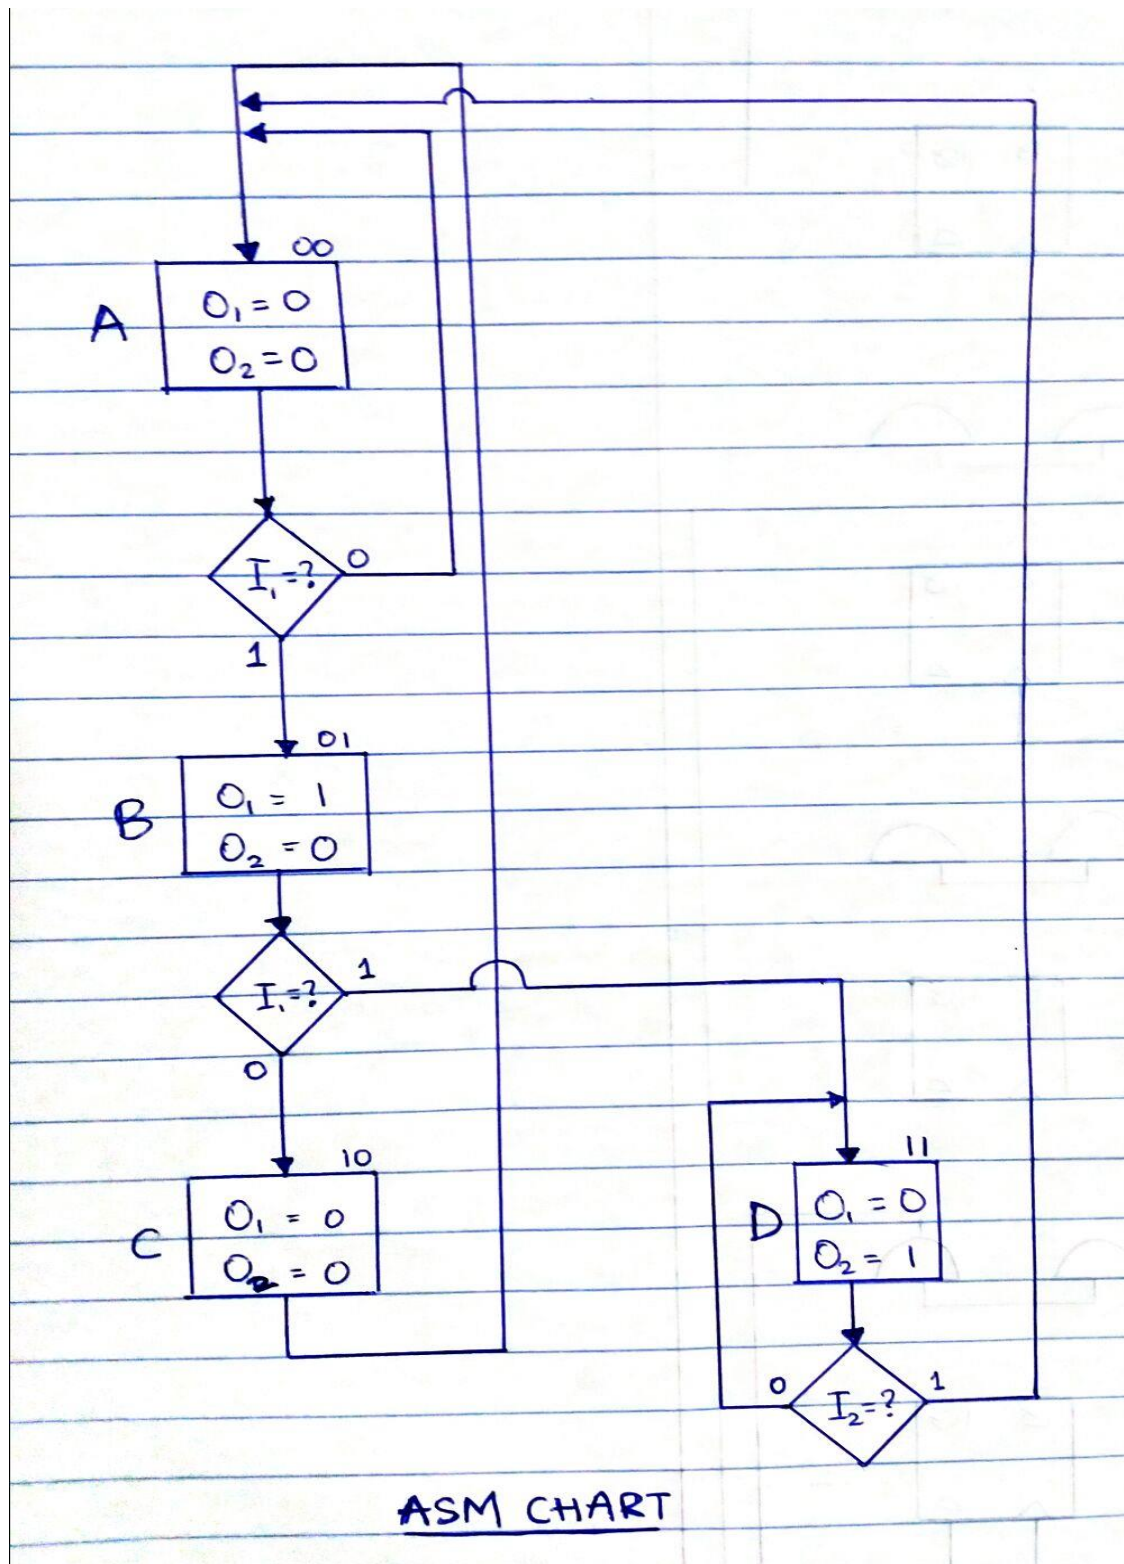 00
A
O₁ = 0
O₂ = 0
I₁ = ?
0
1
01
B
O₁ = 1
O₂ = 0
I₁ = ?
1
0
10
C
O₁ = 0
O₂ = 0
11
D
O₁ = 0
O₂ = 1
0
I₂ = ?
1
ASM CHART